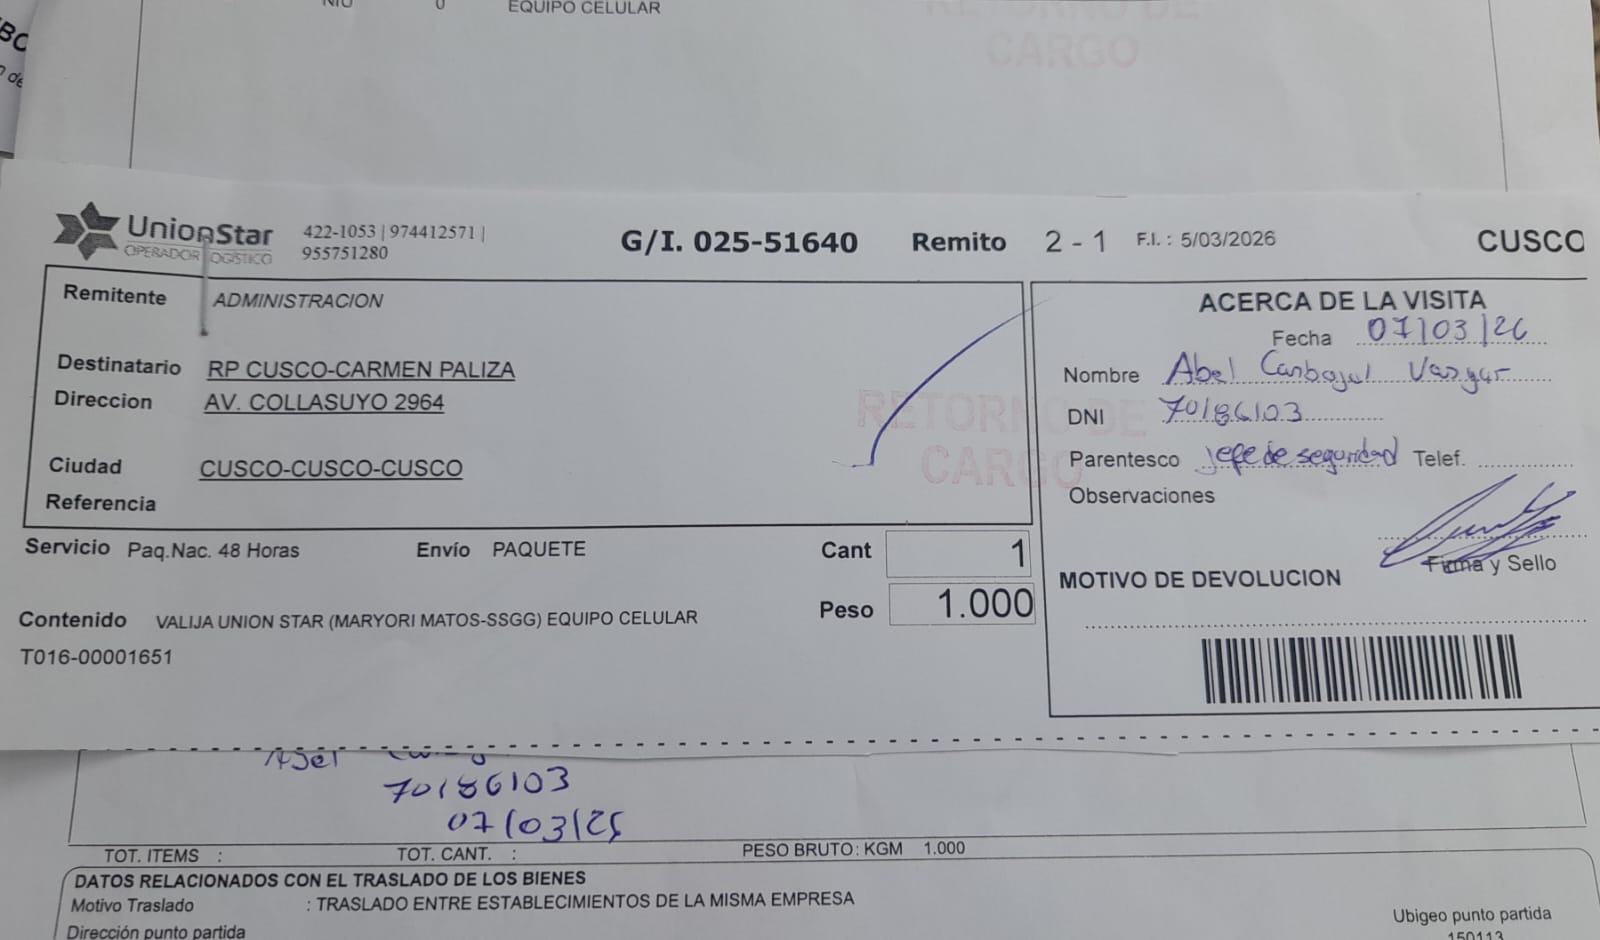 NIU 0 EQUIPO CELULAR
RETORNO DE
CARGO
UnionStar
OPERADOR LOGISTICO
422-1053 | 974412571 |
955751280
G/I. 025-51640 Remito 2 - 1 F.I. : 5/03/2026 CUSCO
Remitente ADMINISTRACION
Destinatario RP CUSCO-CARMEN PALIZA
Direccion AV. COLLASUYO 2964
Ciudad CUSCO-CUSCO-CUSCO
Referencia
RETORNO DE
CARGO
ACERCA DE LA VISITA
Fecha 07/03/26
Nombre Abel Carbajal
DNI 70186103
Parentesco jefe de seguridad Telef.
Observaciones
Firma y Sello
MOTIVO DE DEVOLUCION
Servicio Paq.Nac. 48 Horas Envío PAQUETE Cant 1
Peso 1.000
Contenido VALIJA UNION STAR (MARYORI MATOS-SSGG) EQUIPO CELULAR
T016-00001651
Abel
70186103
07/03/25
TOT. ITEMS : TOT. CANT. : PESO BRUTO: KGM 1.000
DATOS RELACIONADOS CON EL TRASLADO DE LOS BIENES
Motivo Traslado : TRASLADO ENTRE ESTABLECIMIENTOS DE LA MISMA EMPRESA
Dirección punto partida
Ubigeo punto partida
150113